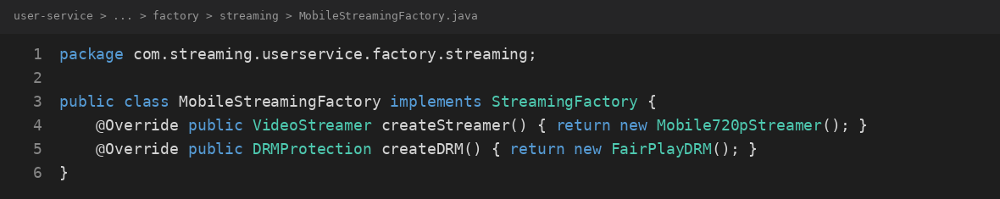 user-service > ... > factory > streaming > MobileStreamingFactory.java
1 package com.streaming.userservice.factory.streaming;
2
3 public class MobileStreamingFactory implements StreamingFactory {
4     @Override public VideoStreamer createStreamer() { return new Mobile720pStreamer(); }
5     @Override public DRMProtection createDRM() { return new FairPlayDRM(); }
6 }